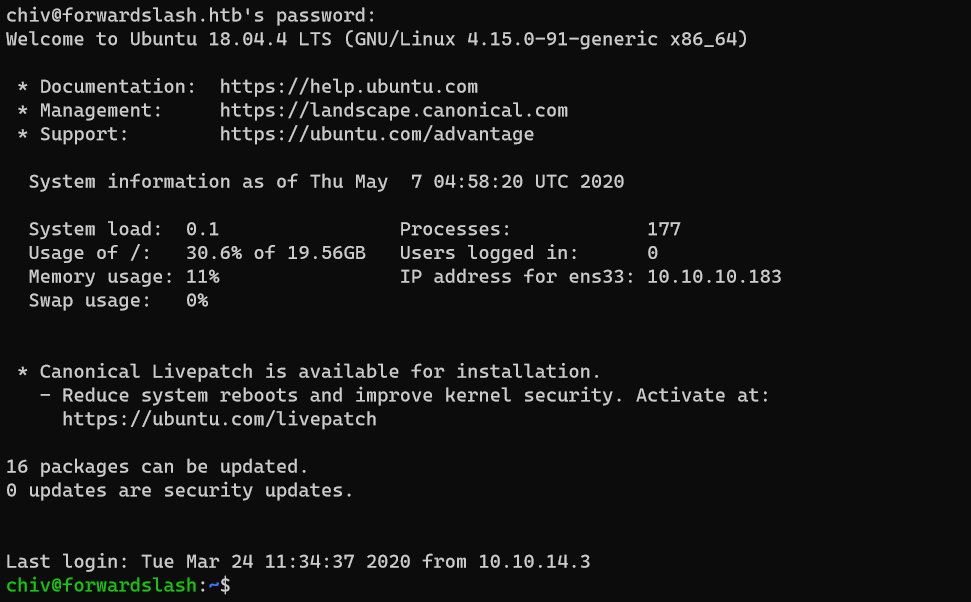 chiv@forwardslash.htb's password:
Welcome to Ubuntu 18.04.4 LTS (GNU/Linux 4.15.0-91-generic x86_64)
* Documentation:  https://help.ubuntu.com
* Management:     https://landscape.canonical.com
* Support:        https://ubuntu.com/advantage
System information as of Thu May  7 04:58:20 UTC 2020
System load:  0.1                Processes:            177
Usage of /:   30.6% of 19.56GB   Users logged in:      0
Memory usage: 11%                IP address for ens33: 10.10.10.183
Swap usage:   0%
* Canonical Livepatch is available for installation.
- Reduce system reboots and improve kernel security. Activate at:
https://ubuntu.com/livepatch
16 packages can be updated.
0 updates are security updates.
Last login: Tue Mar 24 11:34:37 2020 from 10.10.14.3
chiv@forwardslash:~$